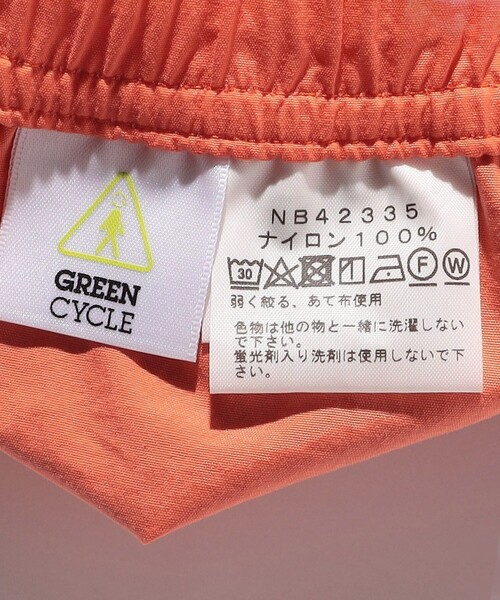 GREEN
CYCLE
NB42335
ナイロン100%
30 F W
弱く絞る、あて布使用
色物は他の物と一緒に洗濯しない
で下さい。
蛍光剤入り洗剤は使用しないで下
さい。